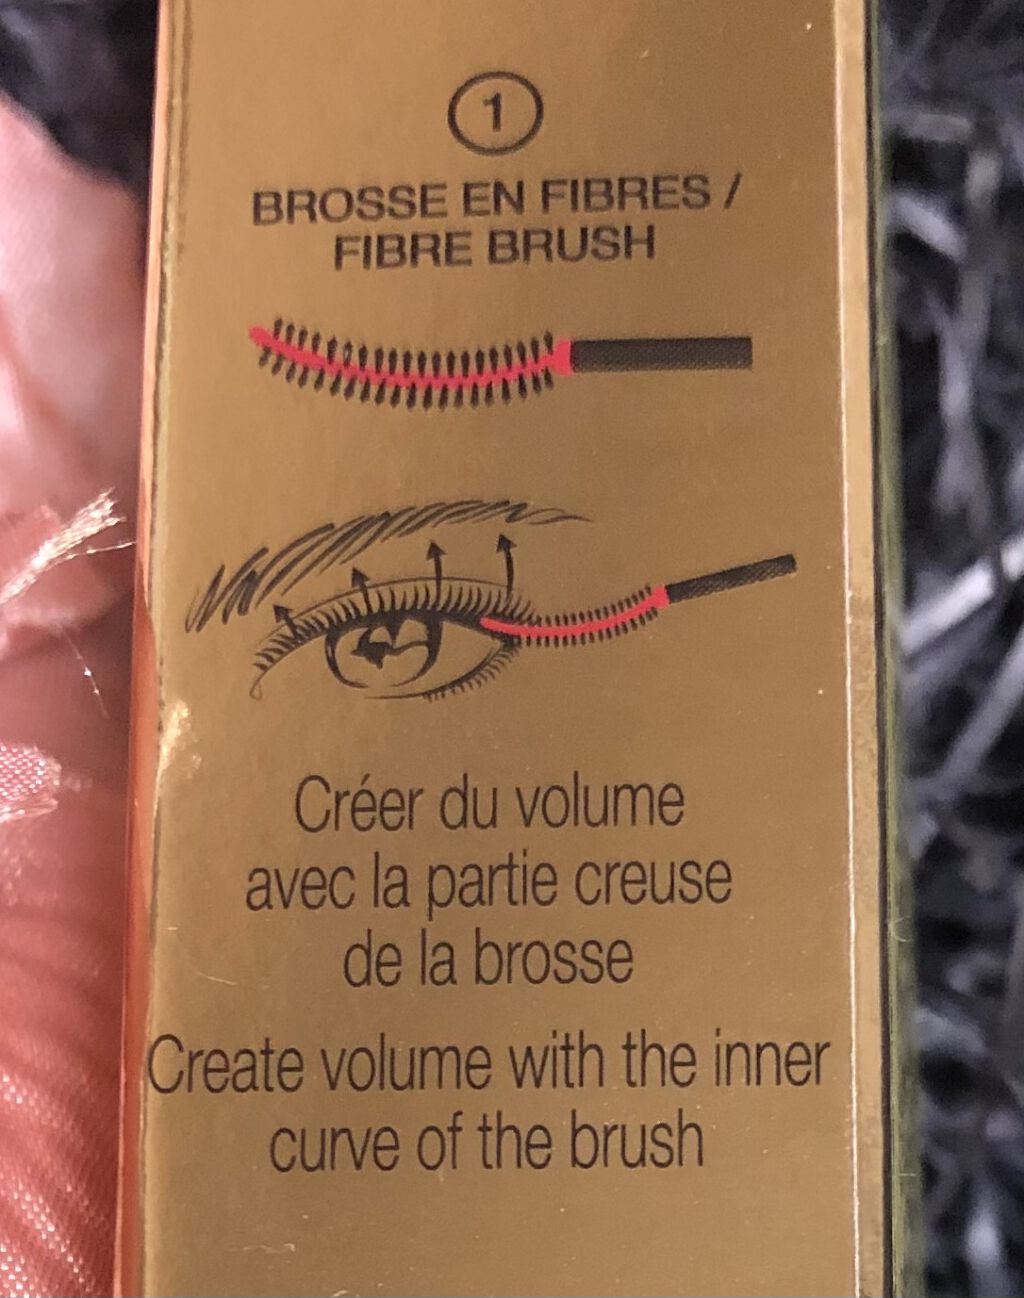 1
BROSSE EN FIBRES /
FIBRE BRUSH
Créer du volume
avec la partie creuse
de la brosse
Create volume with the inner
curve of the brush